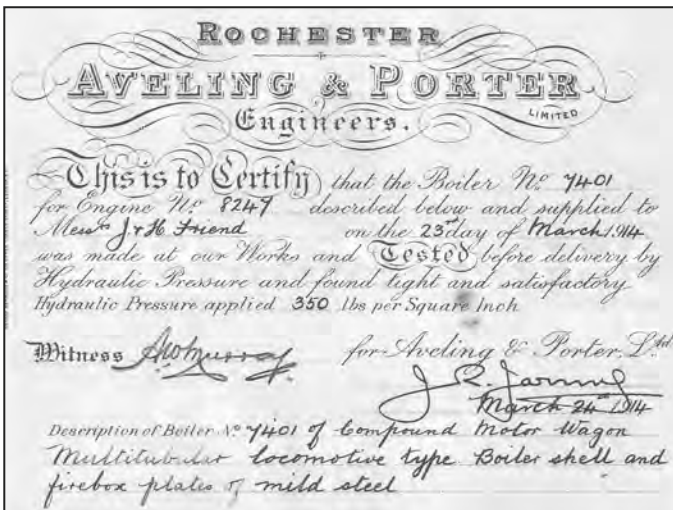 ROCHESTER
AVELING & PORTER
LIMITED
Engineers.
This is to Certify that the Boiler No. 7401
for Engine No. 8247 described below and supplied to
Messrs J & H Friend on the 23 day of March 1914
was made at our Works and Tested before delivery by
Hydraulic Pressure and found tight and satisfactory
Hydraulic Pressure applied 350 lbs per Square Inch
Witness for Aveling & Porter, Ltd.
March 24th 1914
Description of Boiler No. 7401 of Compound Motor Wagon
Multitubular locomotive type Boiler shell and
firebox plates of mild steel